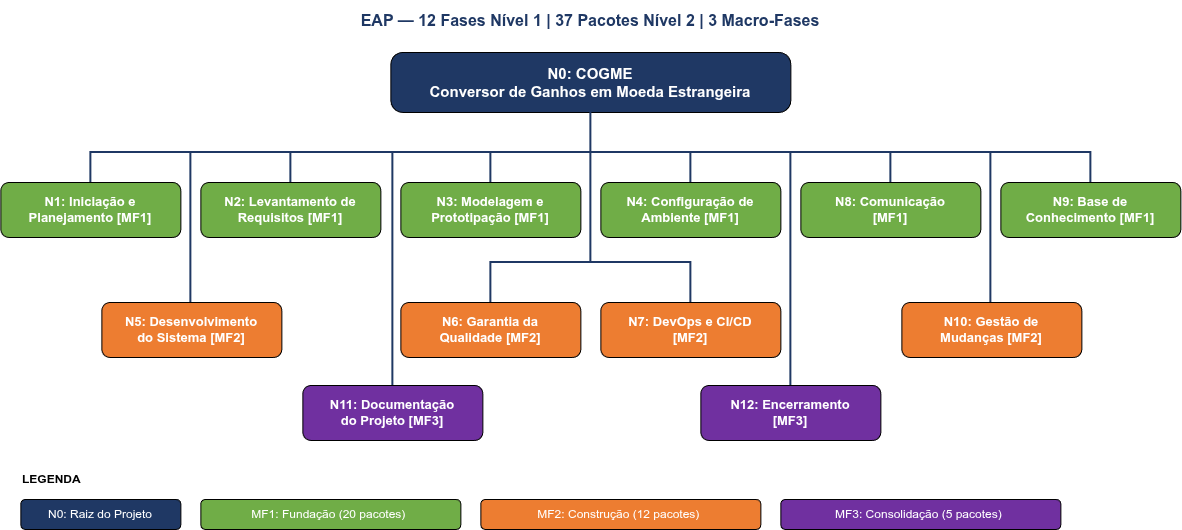 EAP — 12 Fases Nível 1 | 37 Pacotes Nível 2 | 3 Macro-Fases
N0: COGME
Conversor de Ganhos em Moeda Estrangeira
N1: Iniciação e
Planejamento [MF1]
N2: Levantamento de
Requisitos [MF1]
N3: Modelagem e
Prototipação [MF1]
N4: Configuração de
Ambiente [MF1]
N8: Comunicação
[MF1]
N9: Base de
Conhecimento [MF1]
N5: Desenvolvimento
do Sistema [MF2]
N6: Garantia da
Qualidade [MF2]
N7: DevOps e CI/CD
[MF2]
N10: Gestão de
Mudanças [MF2]
N11: Documentação
do Projeto [MF3]
N12: Encerramento
[MF3]
LEGENDA
N0: Raiz do Projeto
MF1: Fundação (20 pacotes)
MF2: Construção (12 pacotes)
MF3: Consolidação (5 pacotes)